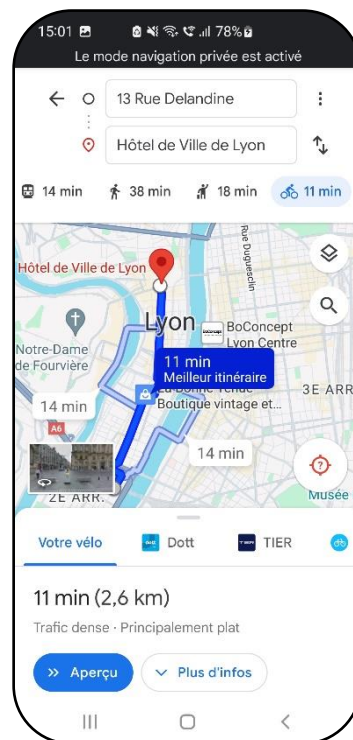 15:01 78%
Le mode navigation privée est activé
13 Rue Delandine
Hôtel de Ville de Lyon
14 min 38 min 18 min 11 min
Rue Duguesclin
Hôtel de Ville de Lyon
Lyon
BoConcept
Lyon Centre
Notre-Dame
de Fourvière
11 min
Meilleur itinéraire
3E ARR
Boutique vintage et...
14 min
A6
14 min
2E ARR.
Musée
Votre vélo Dott TIER
11 min (2,6 km)
Trafic dense · Principalement plat
Aperçu Plus d'infos